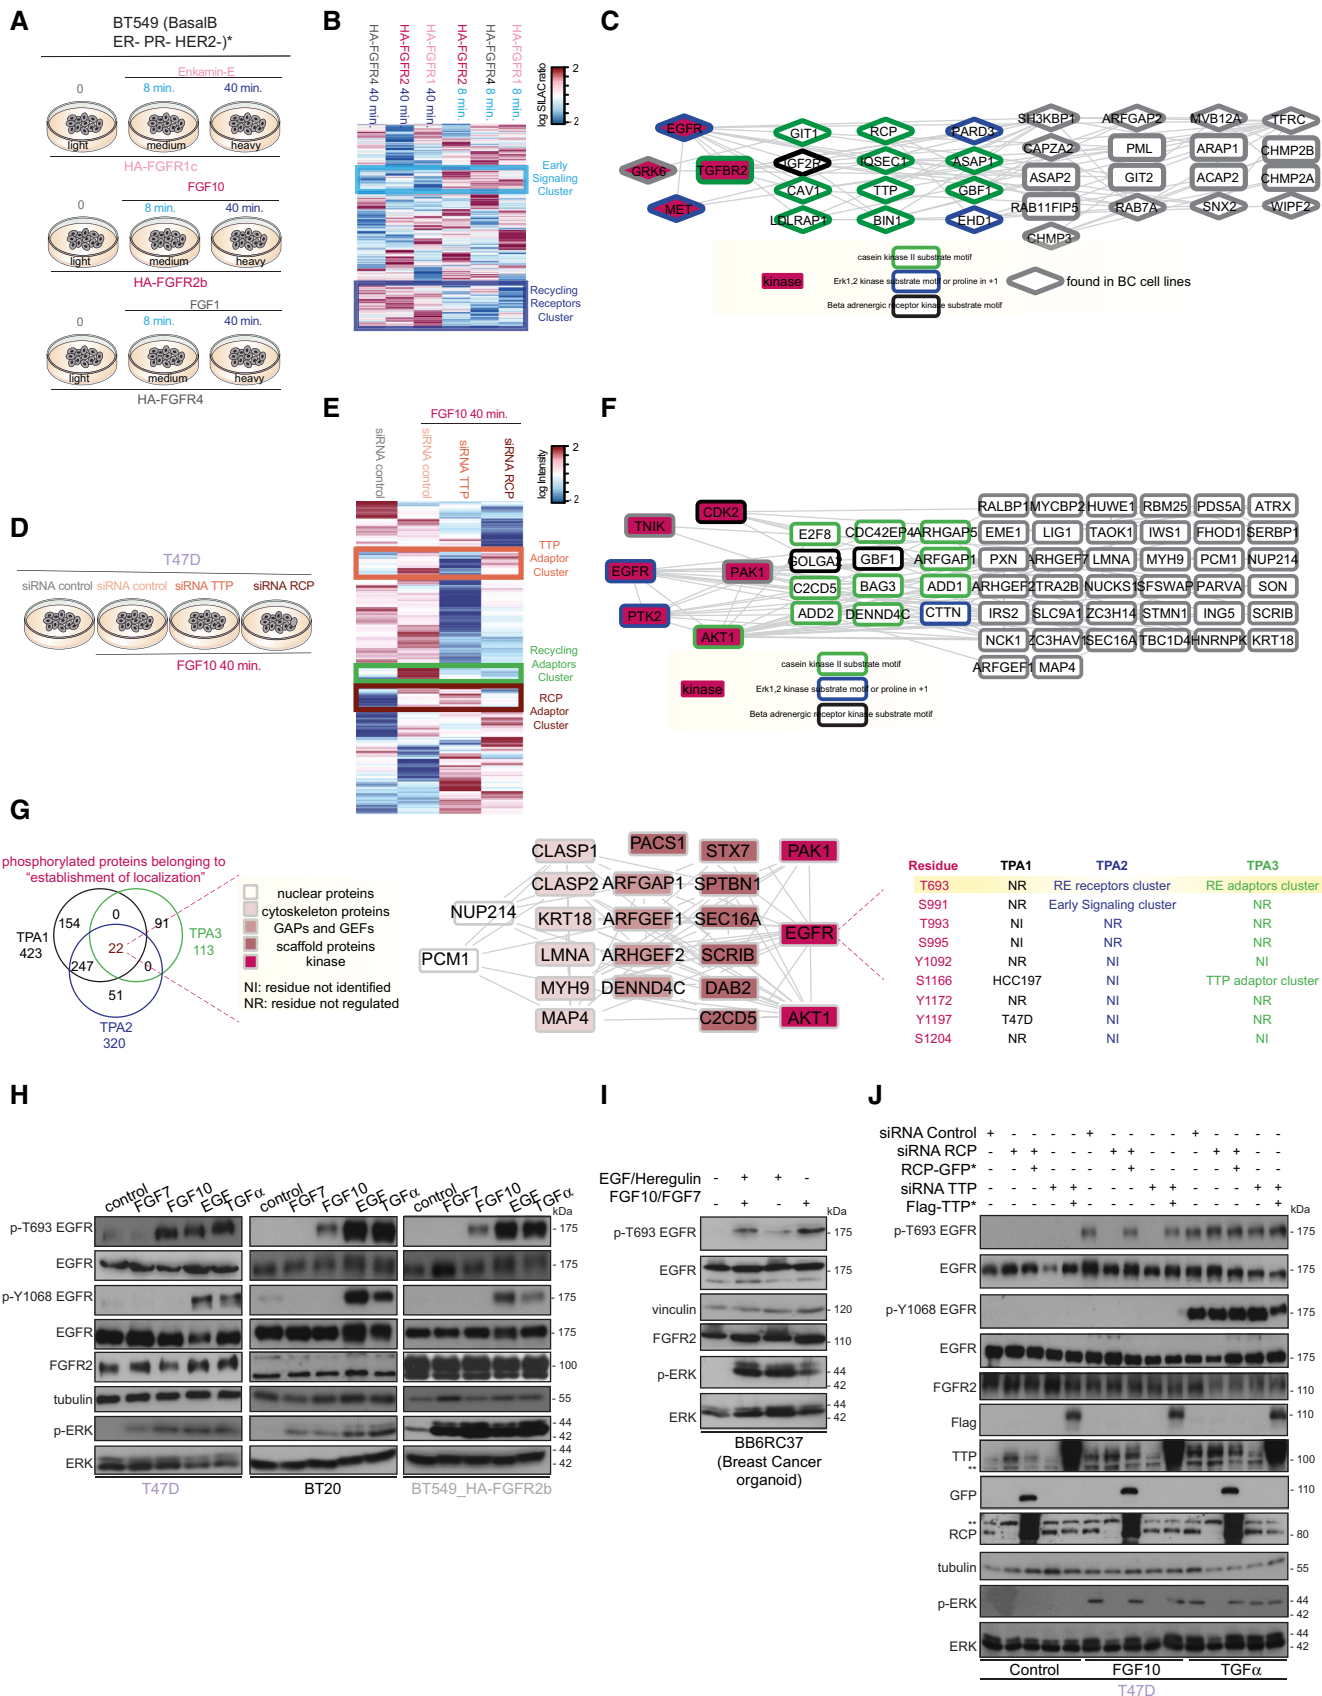 A
BT549 (BasalB
ER- PR- HER2-)*
Enkamin-E
0
8 min.
40 min.
light
medium
heavy
HA-FGFR1c
FGF10
8 min.
40 min.
light
medium
heavy
HA-FGFR2b
FGF1
0
8 min.
40 min.
light
medium
heavy
HA-FGFR4
B
HA-FGFR4 40 min.
HA-FGFR2 40 min.
HA-FGFR1 40 min.
HA-FGFR2 8 min.
HA-FGFR4 8 min.
HA-FGFR1 8 min.
log SILAC ratio
2
-2
Early
Signaling
Cluster
Recycling
Receptors
Cluster
C
EGFR
GRK6
TGFBR2
MET
GIT1
RCP
PARD3
IGF2R
IQSEC1
ASAP1
CAV1
TTP
GBF1
LDLRAP1
BIN1
EHD1
SH3KBP1
ARFGAP2
MVB12A
TFRC
CAPZA2
PML
ARAP1
CHMP2B
ASAP2
GIT2
ACAP2
CHMP2A
RAB11FIP5
RAB7A
SNX2
WIPF2
CHMP3
kinase
casein kinase II substrate motif
Erk1,2 kinase substrate motif or proline in +1
Beta adrenergic receptor kinase substrate motif
found in BC cell lines
D
T47D
siRNA control siRNA control siRNA TTP siRNA RCP
FGF10 40 min.
E
FGF10 40 min.
siRNA control
siRNA control
siRNA TTP
siRNA RCP
log Intensity
2
-2
TTP
Adaptor
Cluster
Recycling
Adaptors
Cluster
RCP
Adaptor
Cluster
F
TNIK
CDK2
EGFR
PAK1
PTK2
AKT1
E2F8
CDC42EP4
ARHGAP5
GOLGA2
GBF1
ARFGAP1
C2CD5
BAG3
ADD1
ADD2
DENND4C
CTTN
RALBP1 MYCBP2 HUWE1 RBM25 PDS5A ATRX
EME1 LIG1 TAOK1 IWS1 FHOD1 SERBP1
PXN ARHGEF7 LMNA MYH9 PCM1 NUP214
ARHGEF2 TRA2B NUCKS1 SFSWAP PARVA SON
IRS2 SLC9A1 ZC3H14 STMN1 ING5 SCRIB
NCK1 ZC3HAV1 SEC16A TBC1D4 HNRNPK KRT18
ARFGEF1 MAP4
kinase
casein kinase II substrate motif
Erk1,2 kinase substrate motif or proline in +1
Beta adrenergic receptor kinase substrate motif
G
phosphorylated proteins belonging to
"establishment of localization"
154
0
91
TPA1
423
22
TPA3
113
247
0
51
TPA2
320
nuclear proteins
cytoskeleton proteins
GAPs and GEFs
scaffold proteins
kinase
NI: residue not identified
NR: residue not regulated
NUP214
PCM1
CLASP1
CLASP2
KRT18
LMNA
MYH9
MAP4
PACS1
ARFGAP1
ARFGEF1
ARHGEF2
DENND4C
STX7
SPTBN1
SEC16A
SCRIB
DAB2
C2CD5
PAK1
EGFR
AKT1
Residue TPA1 TPA2 TPA3
T693 NR RE receptors cluster RE adaptors cluster
S991 NR Early Signaling cluster NR
T993 NI NR NR
S995 NI NR NR
Y1092 NR NI NI
S1166 HCC197 NI TTP adaptor cluster
Y1172 NR NI NR
Y1197 T47D NI NR
S1204 NR NI NI
H
control FGF7 FGF10 EGF TGFα control FGF7 FGF10 EGF TGFα control FGF7 FGF10 EGF TGFα
kDa
p-T693 EGFR - 175
EGFR - 175
p-Y1068 EGFR - 175
EGFR - 175
FGFR2 - 100
tubulin - 55
p-ERK - 44
- 42
ERK - 44
- 42
T47D
BT20
BT549_HA-FGFR2b
I
EGF/Heregulin - + + -
FGF10/FGF7 - + - +
kDa
p-T693 EGFR - 175
EGFR - 175
vinculin - 120
FGFR2 - 110
p-ERK - 44
- 42
ERK - 44
- 42
BB6RC37
(Breast Cancer
organoid)
J
siRNA Control + - - - - + - - - - + - - - -
siRNA RCP - + + - - - + + - - - + + - -
RCP-GFP* - - + - - - - + - - - - + - -
siRNA TTP - - - + + - - - + + - - - + +
Flag-TTP* - - - - + - - - - + - - - - +
kDa
p-T693 EGFR - 175
EGFR - 175
p-Y1068 EGFR - 175
EGFR - 175
FGFR2 - 110
Flag - 110
TTP - 100
**
GFP - 110
**
RCP - 80
tubulin - 55
p-ERK - 44
- 42
ERK - 44
- 42
Control
FGF10
TGFα
T47D